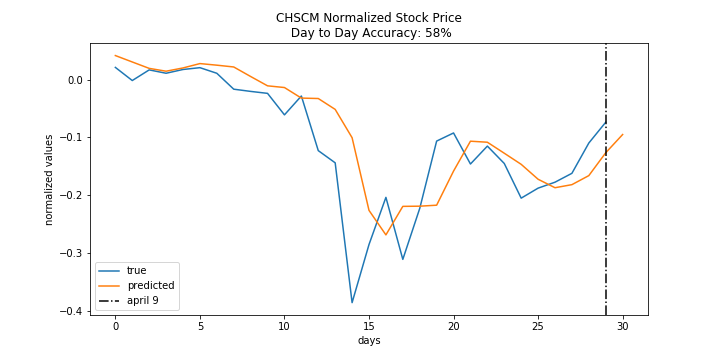 CHSCM Normalized Stock Price
Day to Day Accuracy: 58%
normalized values
0.0
−0.1
−0.2
−0.3
−0.4
true
predicted
april 9
0
5
10
15
20
25
30
days